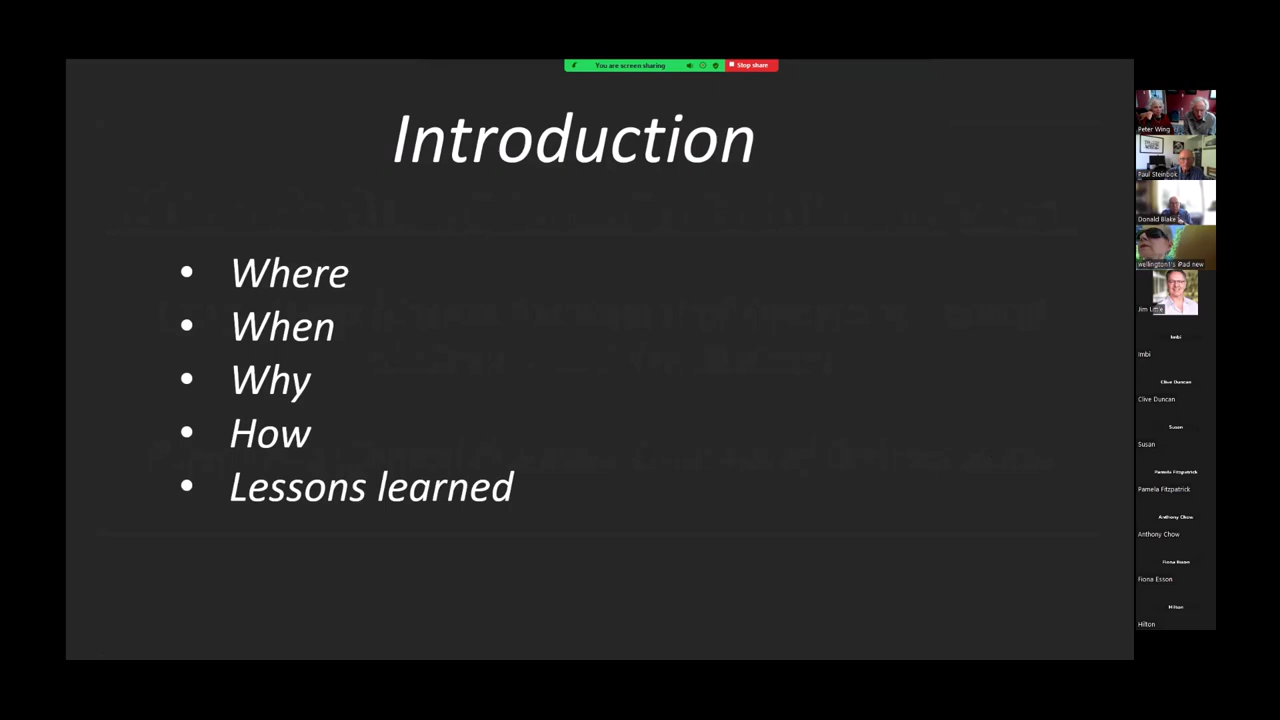 You are screen sharing
Stop share
Introduction
• Where
• When
• Why
• How
• Lessons learned
Peter Wing
Paul Steinbok
Donald Blake
wellington1's iPad new
Jim Little
Imbi
Imbi
Clive Duncan
Clive Duncan
Susan
Susan
Pamela Fitzpatrick
Pamela Fitzpatrick
Anthony Chow
Anthony Chow
Fiona Esson
Fiona Esson
Hilton
Hilton